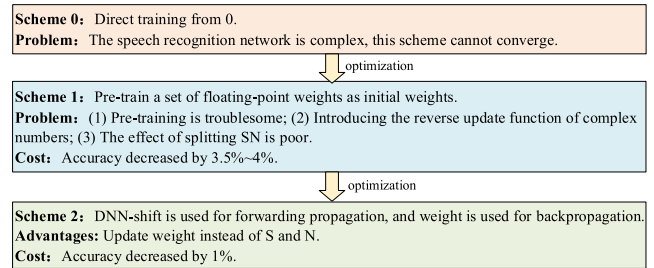 Scheme 0：Direct training from 0.
Problem：The speech recognition network is complex, this scheme cannot converge.
optimization
Scheme 1：Pre-train a set of floating-point weights as initial weights.
Problem：(1) Pre-training is troublesome; (2) Introducing the reverse update function of complex
numbers; (3) The effect of splitting SN is poor.
Cost：Accuracy decreased by 3.5%~4%.
optimization
Scheme 2：DNN-shift is used for forwarding propagation, and weight is used for backpropagation.
Advantages: Update weight instead of S and N.
Cost：Accuracy decreased by 1%.